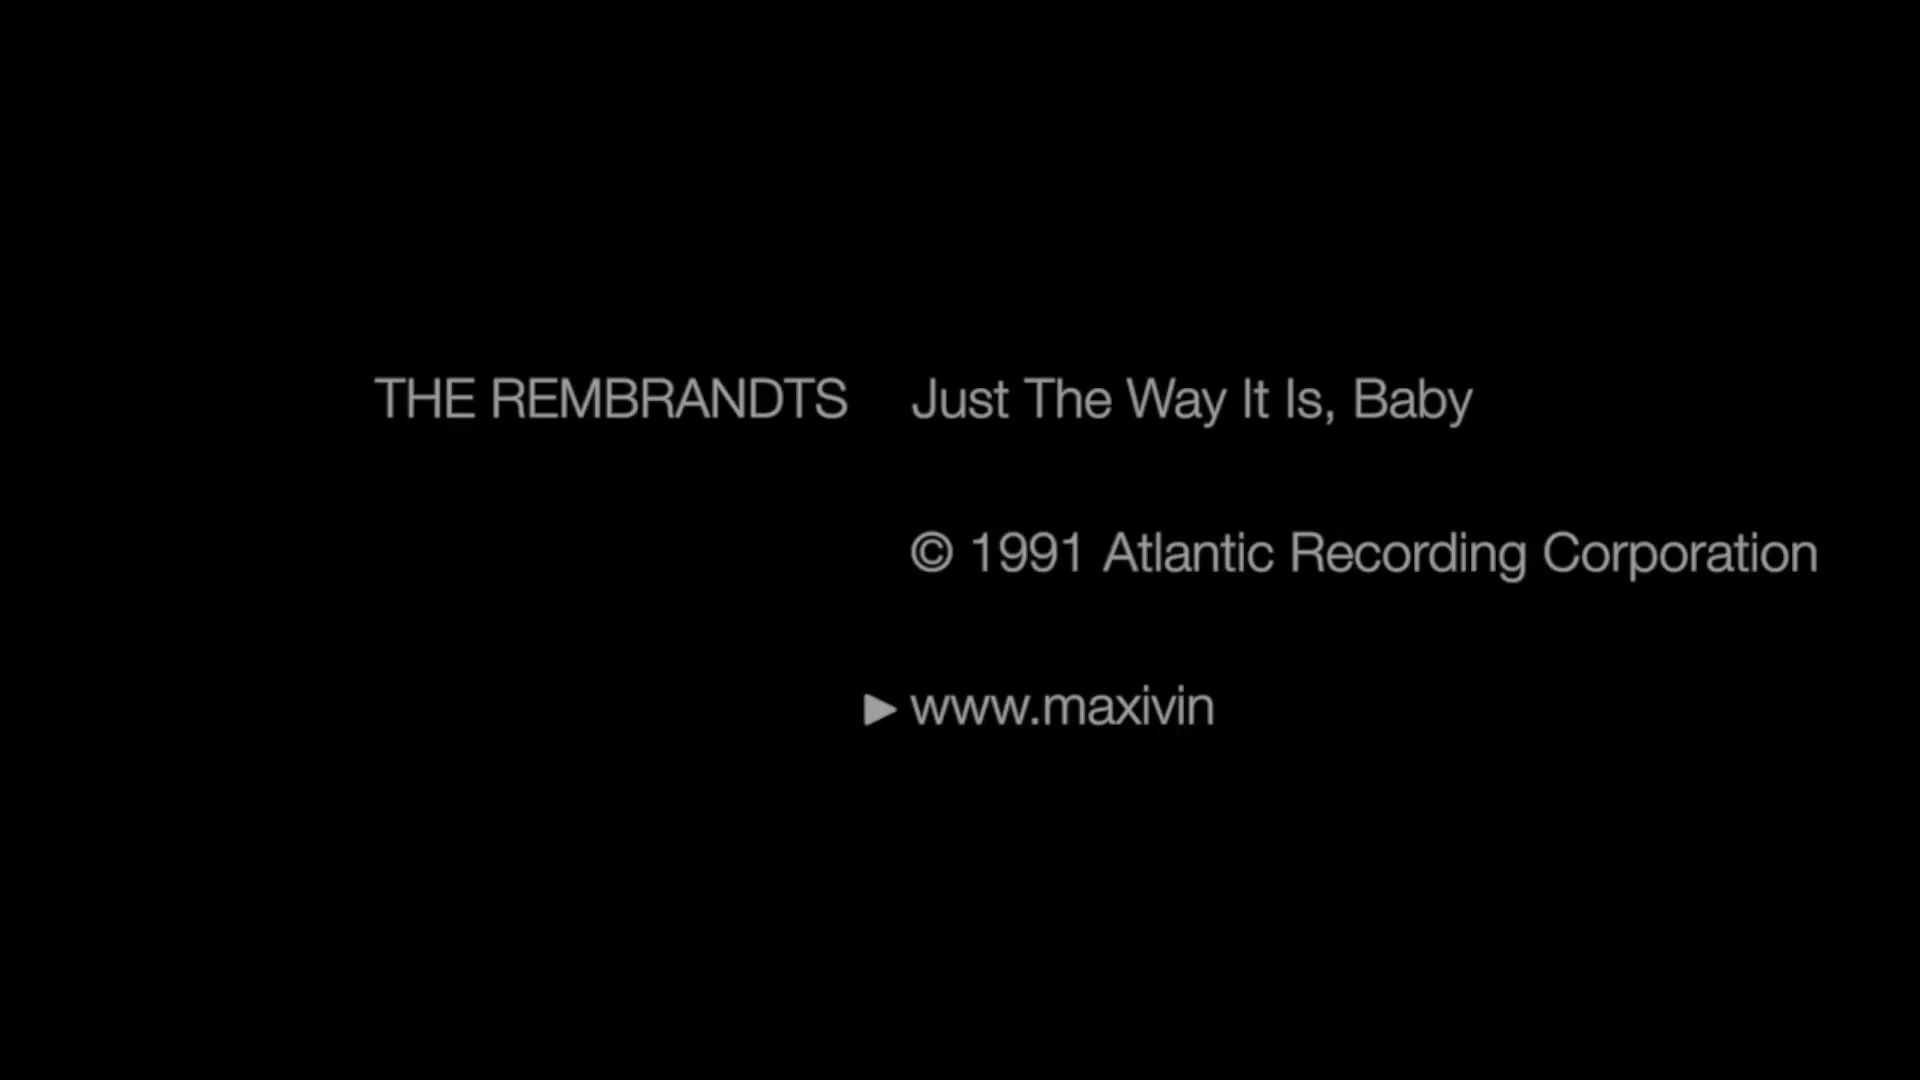 THE REMBRANDTS Just The Way It Is, Baby
© 1991 Atlantic Recording Corporation
▶ www.maxivin